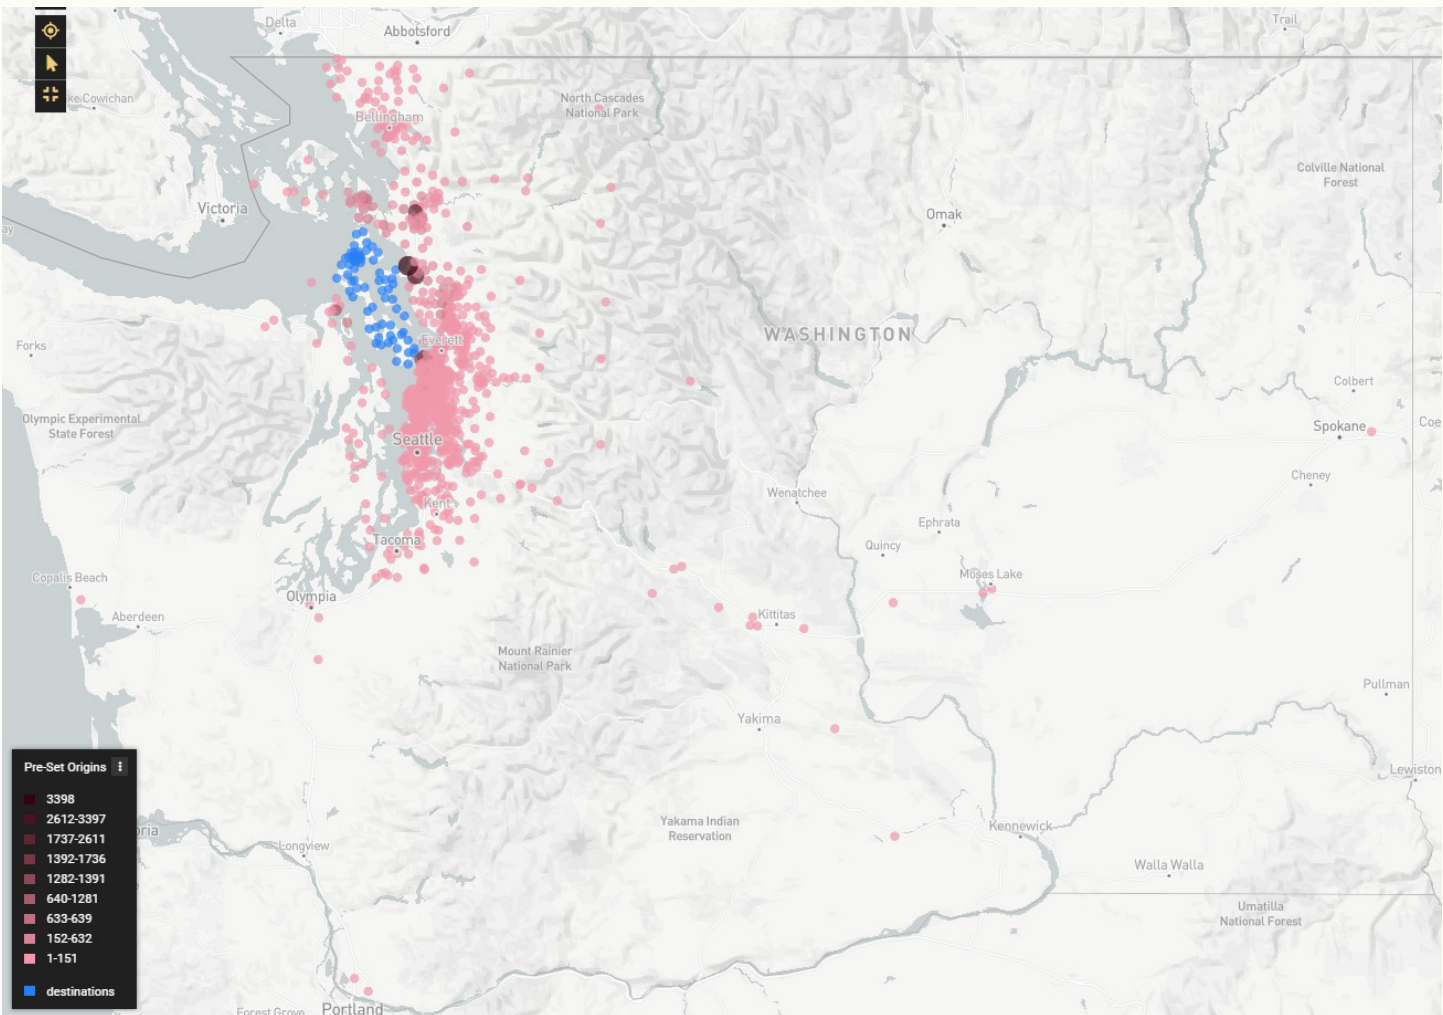 Delta
Abbotsford
Trail
ke Cowichan
North Cascades
National Park
Bellingham
Colville National
Forest
Victoria
Omak
ay
WASHINGTON
Everett
Forks
Colbert
Olympic Experimental
State Forest
Spokane
Coe
Seattle
Cheney
Wenatchee
Kent
Ephrata
Tacoma
Quincy
Copalis Beach
Moses Lake
Olympia
Aberdeen
Kittitas
Mount Rainier
National Park
Pullman
Yakima
Lewiston
Pre-Set Origins
3398
2612-3397
1737-2611
1392-1736
1282-1391
640-1281
633-639
152-632
1-151
destinations
oria
Yakama Indian
Reservation
Kennewick
Longview
Walla Walla
Umatilla
National Forest
Forest Grove
Portland